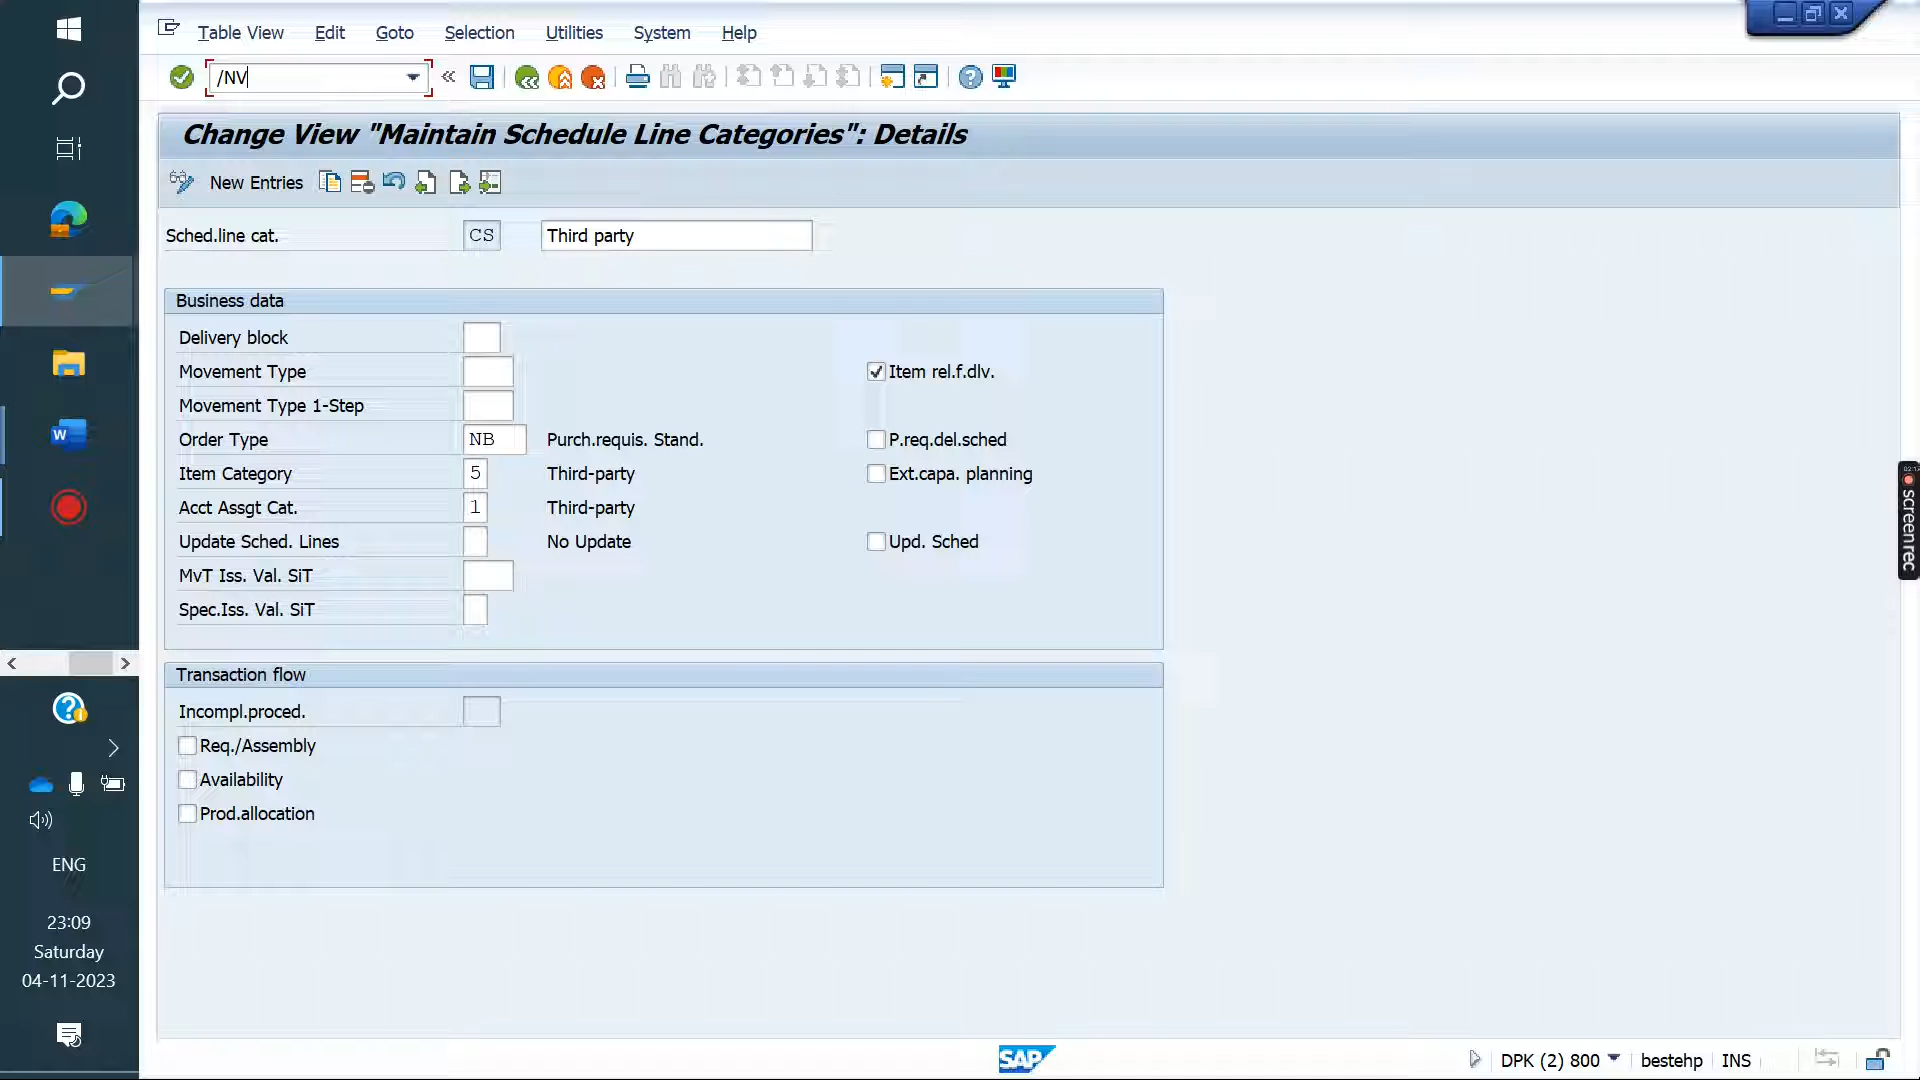 Table View Edit Goto Selection Utilities System Help
/NV
Change View "Maintain Schedule Line Categories": Details
New Entries
Sched.line cat. CS Third party
Business data
Delivery block
Movement Type Item rel.f.dlv.
Movement Type 1-Step
Order Type NB Purch.requis. Stand. P.req.del.sched
Item Category 5 Third-party Ext.capa. planning
Acct Assgt Cat. 1 Third-party
Update Sched. Lines No Update Upd. Sched
MvT Iss. Val. SiT
Spec.Iss. Val. SiT
Transaction flow
Incompl.proced.
Req./Assembly
Availability
Prod.allocation
ENG
23:09
Saturday
04-11-2023
screenrec
SAP
DPK (2) 800 bestehp INS